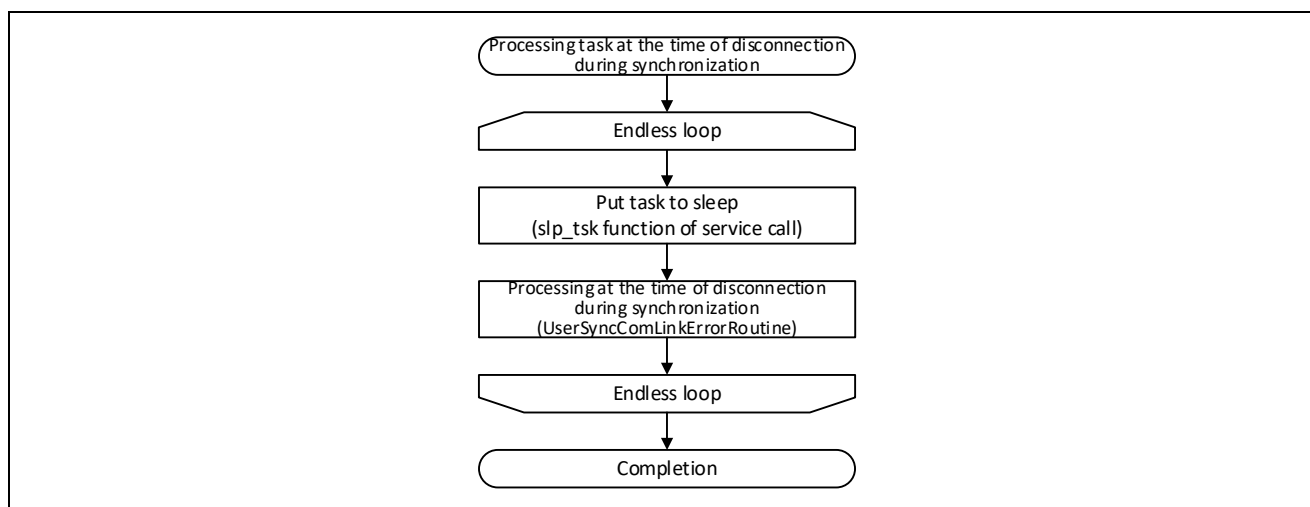 Processing task at the time of disconnection
during synchronization
Endless loop
Put task to sleep
(slp_tsk function of service call)
Processing at the time of disconnection
during synchronization
(UserSyncComLinkErrorRoutine)
Endless loop
Completion